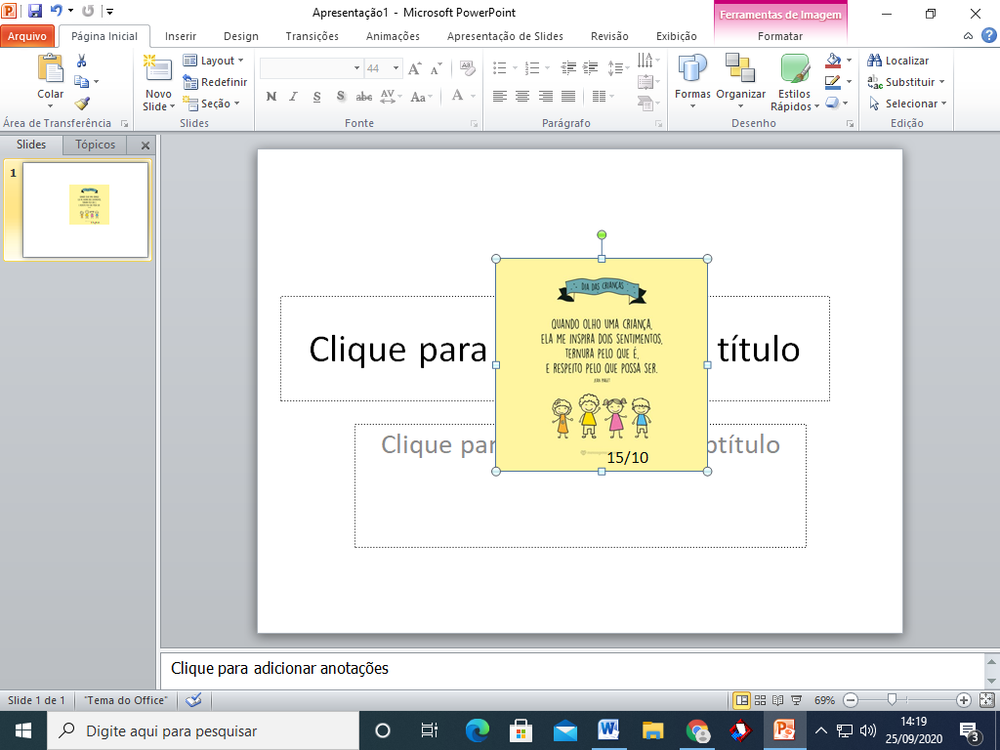 Apresentação1 - Microsoft PowerPoint
Ferramentas de Imagem
Arquivo Página Inicial Inserir Design Transições Animações Apresentação de Slides Revisão Exibição Formatar
Colar
Área de Transferência
Novo Slide
Layout
Redefinir
Seção
Slides
44
N I S S abc AV Aa A
Fonte
Parágrafo
Formas
Organizar
Estilos Rápidos
Desenho
Localizar
Substituir
Selecionar
Edição
Slides Tópicos
1
Clique para título
Clique par btítulo
DIA DAS CRIANÇAS
QUANDO OLHO UMA CRIANÇA,
ELA ME INSPIRA DOIS SENTIMENTOS,
TERNURA PELO QUE É,
E RESPEITO PELO QUE POSSA SER.
15/10
Clique para adicionar anotações
Slide 1 de 1 "Tema do Office" 69%
Digite aqui para pesquisar
14:19
25/09/2020
3